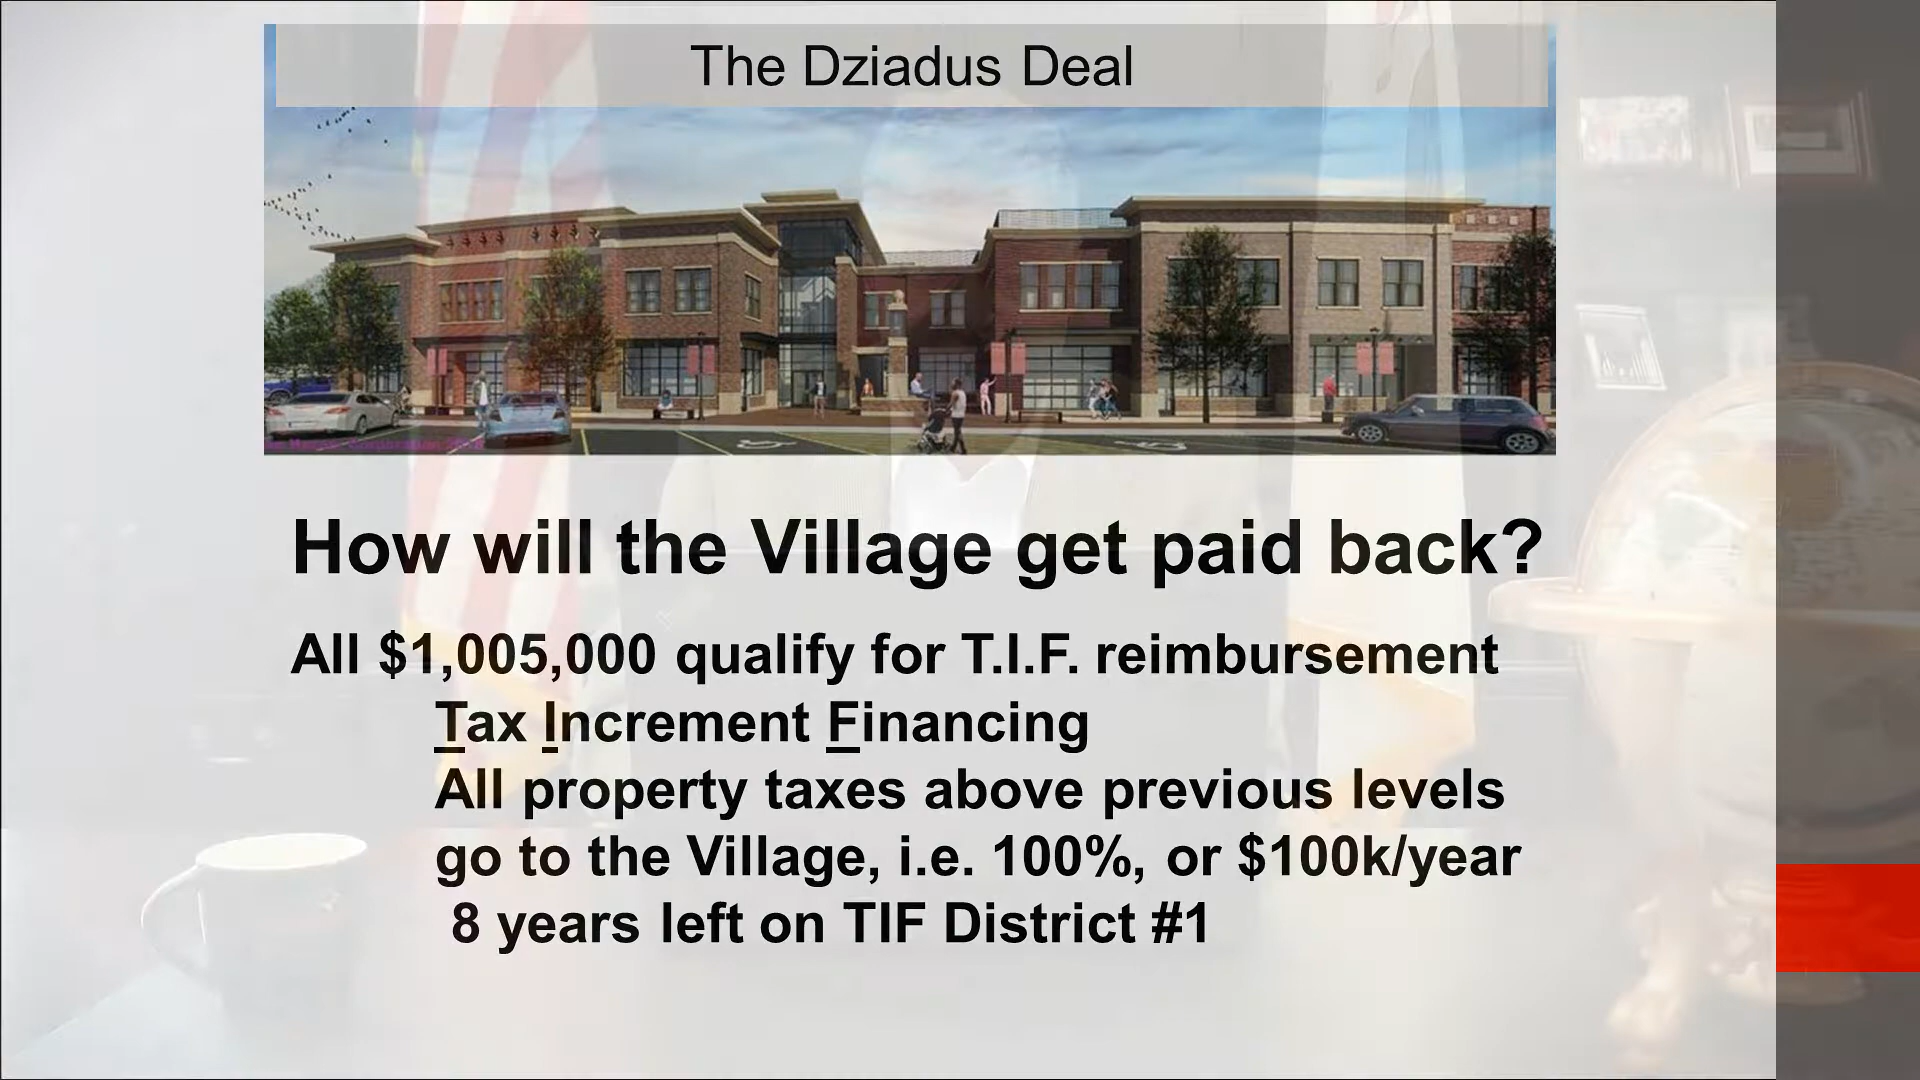 The Dziadus Deal
How will the Village get paid back?
All $1,005,000 qualify for T.I.F. reimbursement
Tax Increment Financing
All property taxes above previous levels
go to the Village, i.e. 100%, or $100k/year
8 years left on TIF District #1